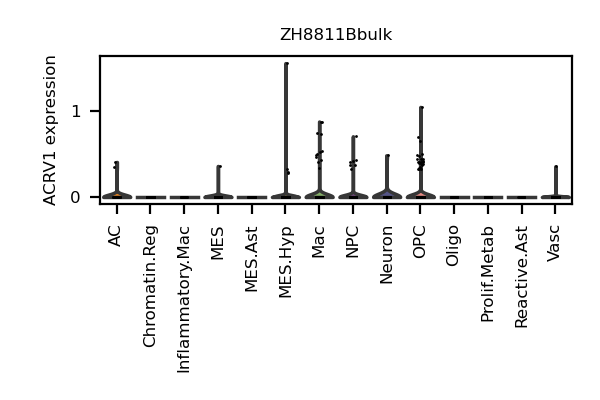 ZH8811Bbulk
ACRV1 expression
1
0
AC
Chromatin.Reg
Inflammatory.Mac
MES
MES.Ast
MES.Hyp
Mac
NPC
Neuron
OPC
Oligo
Prolif.Metab
Reactive.Ast
Vasc